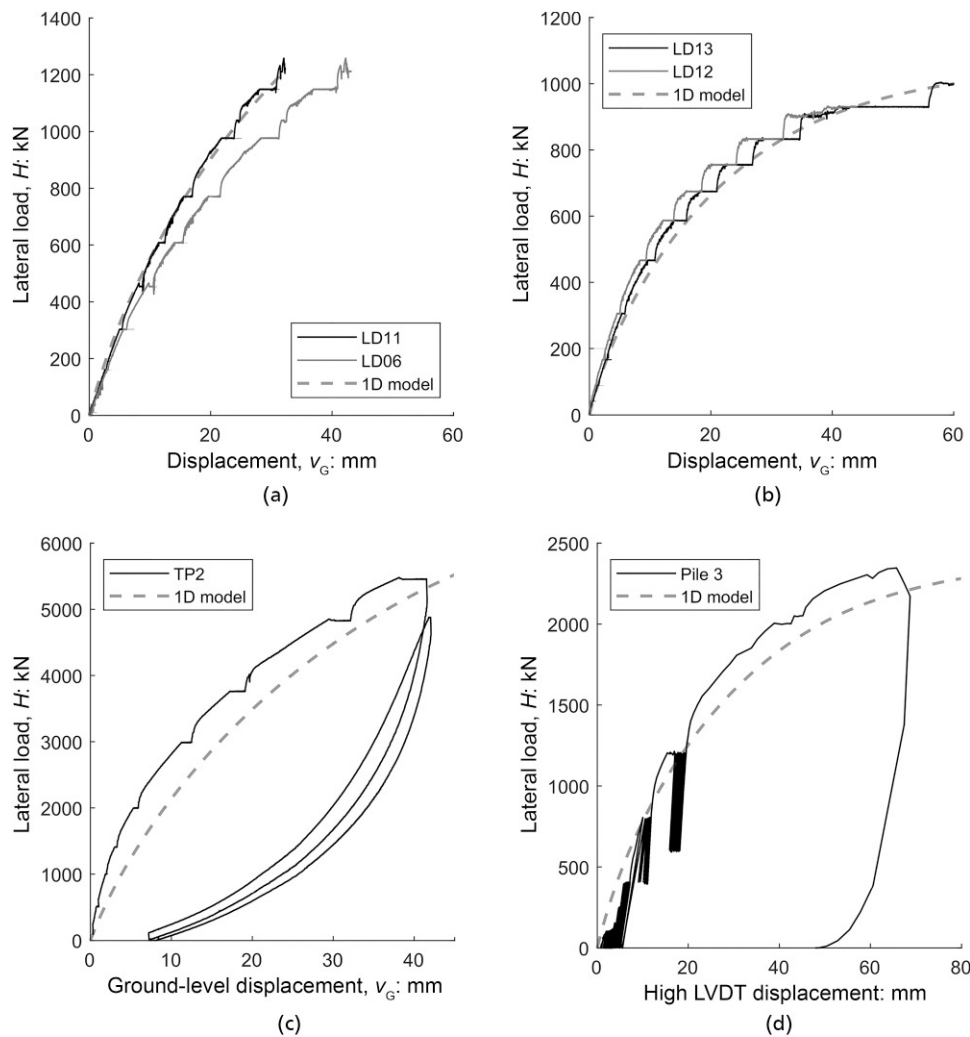 1400
1200
1000
800
600
400
200
0
0
20
40
60
Lateral load, H: kN
Displacement, vG: mm
LD11
LD06
1D model
(a)
1200
1000
800
600
400
200
0
0
10
20
30
40
50
60
Lateral load, H: kN
Displacement, vG: mm
LD13
LD12
1D model
(b)
6000
5000
4000
3000
2000
1000
0
0
10
20
30
40
Lateral load, H: kN
Ground-level displacement, vG: mm
TP2
1D model
(c)
2500
2000
1500
1000
500
0
0
20
40
60
80
Lateral load, H: kN
High LVDT displacement: mm
Pile 3
1D model
(d)